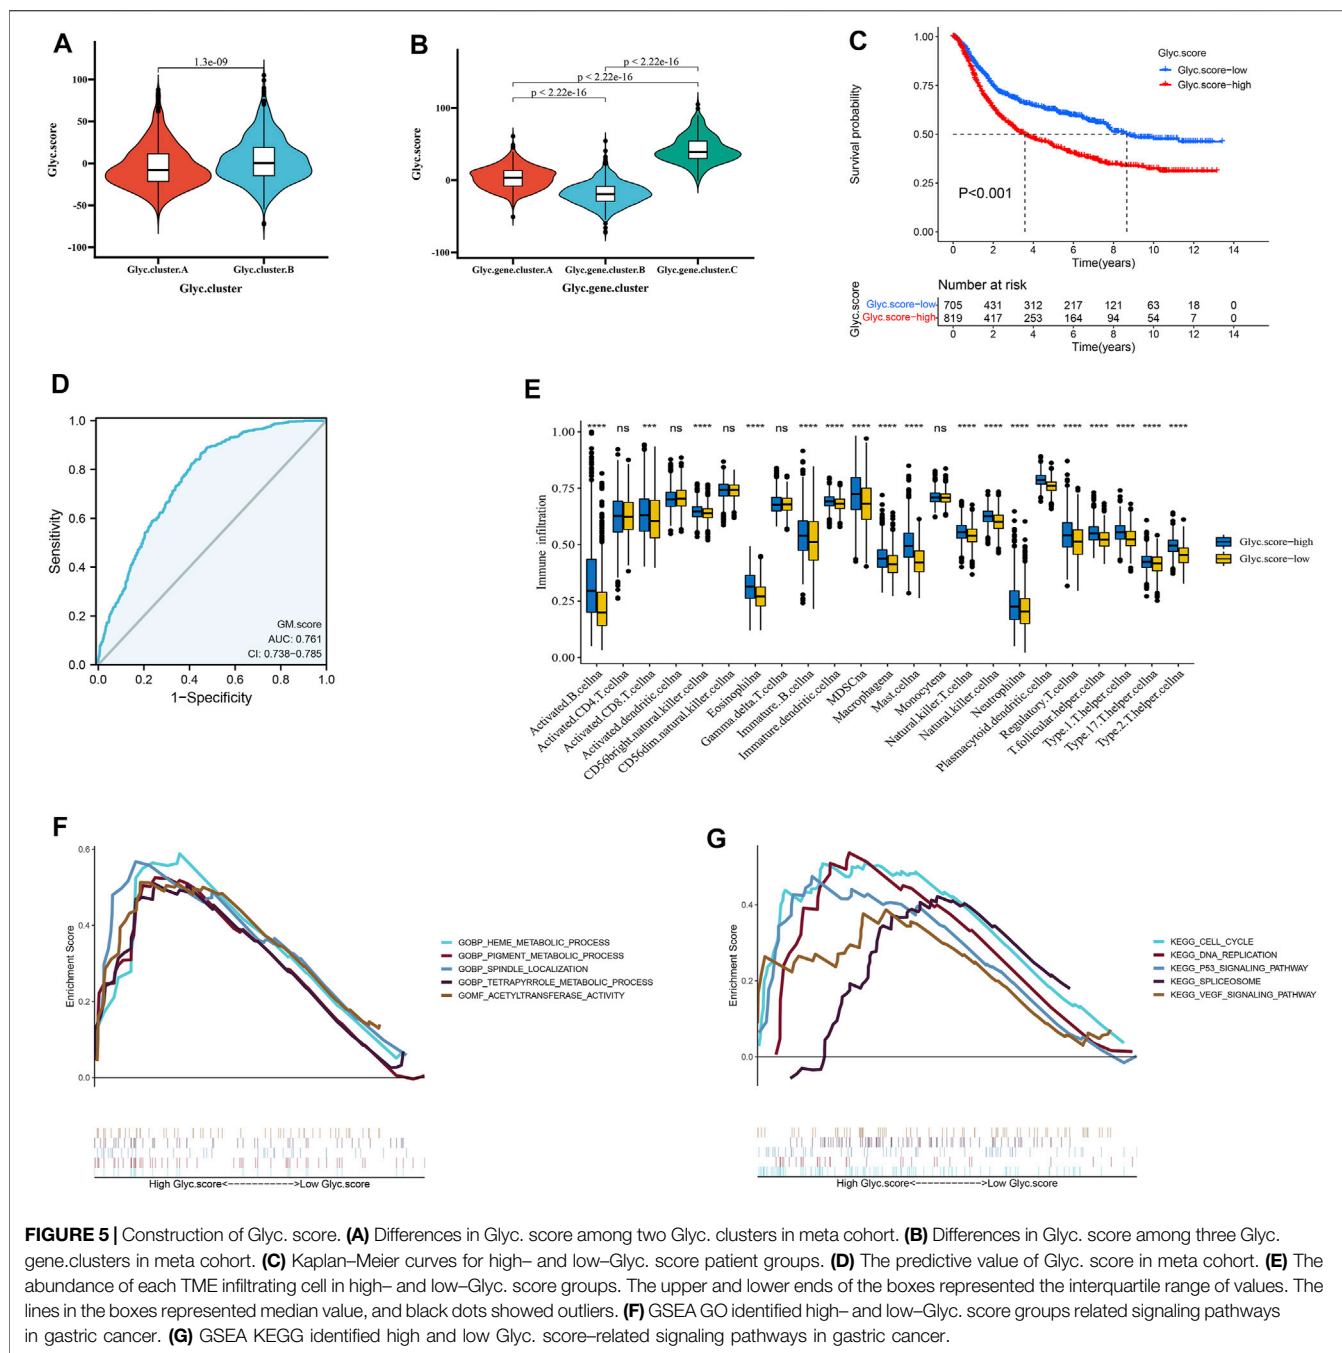 A
1.3e-09
100
50
0
-50
-100
Glyc.score
Glyc.cluster.A
Glyc.cluster.B
Glyc.cluster
B
p < 2.22e-16
p < 2.22e-16
p < 2.22e-16
100
0
-100
Glyc.score
Glyc.gene.cluster.A
Glyc.gene.cluster.B
Glyc.gene.cluster.C
Glyc.gene.cluster
C
Glyc.score
Glyc.score−low
Glyc.score−high
1.00
0.75
0.50
0.25
0.00
Survival probability
P<0.001
0 2 4 6 8 10 12 14
Time(years)
Number at risk
Glyc.score
Glyc.score−low 705 431 312 217 121 63 18 0
Glyc.score−high 819 417 253 164 94 54 7 0
0 2 4 6 8 10 12 14
Time(years)
D
1.0
0.8
0.6
0.4
0.2
0.0
Sensitivity
GM.score
AUC: 0.761
CI: 0.738−0.785
0.0 0.2 0.4 0.6 0.8 1.0
1−Specificity
E
**** ns *** ns **** ns **** ns **** **** **** **** **** ns **** **** **** **** **** **** **** **** ****
1.00
0.75
0.50
0.25
0.00
Immune infiltration
Glyc.score−high
Glyc.score−low
Activated.B.cellna
Activated.CD4.T.cellna
Activated.CD8.T.cellna
Activated.dendritic.cellna
CD56bright.natural.killer.cellna
CD56dim.natural.killer.cellna
Eosinophilna
Gamma.delta.T.cellna
Immature..B.cellna
Immature.dendritic.cellna
MDSCna
Macrophagena
Mast.cellna
Monocytena
Natural.killer.T.cellna
Natural.killer.cellna
Neutrophilna
Plasmacytoid.dendritic.cellna
Regulatory.T.cellna
T.follicular.helper.cellna
Type.1.T.helper.cellna
Type.17.T.helper.cellna
Type.2.T.helper.cellna
F
0.6
0.4
0.2
0.0
Enrichment Score
GOBP_HEME_METABOLIC_PROCESS
GOBP_PIGMENT_METABOLIC_PROCESS
GOBP_SPINDLE_LOCALIZATION
GOBP_TETRAPYRROLE_METABOLIC_PROCESS
GOMF_ACETYLTRANSFERASE_ACTIVITY
High Glyc.score<------------>Low Glyc.score
G
0.4
0.2
0.0
Enrichment Score
KEGG_CELL_CYCLE
KEGG_DNA_REPLICATION
KEGG_P53_SIGNALING_PATHWAY
KEGG_SPLICEOSOME
KEGG_VEGF_SIGNALING_PATHWAY
High Glyc.score<------------>Low Glyc.score
FIGURE 5 | Construction of Glyc. score. (A) Differences in Glyc. score among two Glyc. clusters in meta cohort. (B) Differences in Glyc. score among three Glyc.
gene.clusters in meta cohort. (C) Kaplan–Meier curves for high– and low–Glyc. score patient groups. (D) The predictive value of Glyc. score in meta cohort. (E) The
abundance of each TME infiltrating cell in high– and low–Glyc. score groups. The upper and lower ends of the boxes represented the interquartile range of values. The
lines in the boxes represented median value, and black dots showed outliers. (F) GSEA GO identified high– and low–Glyc. score groups related signaling pathways
in gastric cancer. (G) GSEA KEGG identified high and low Glyc. score–related signaling pathways in gastric cancer.